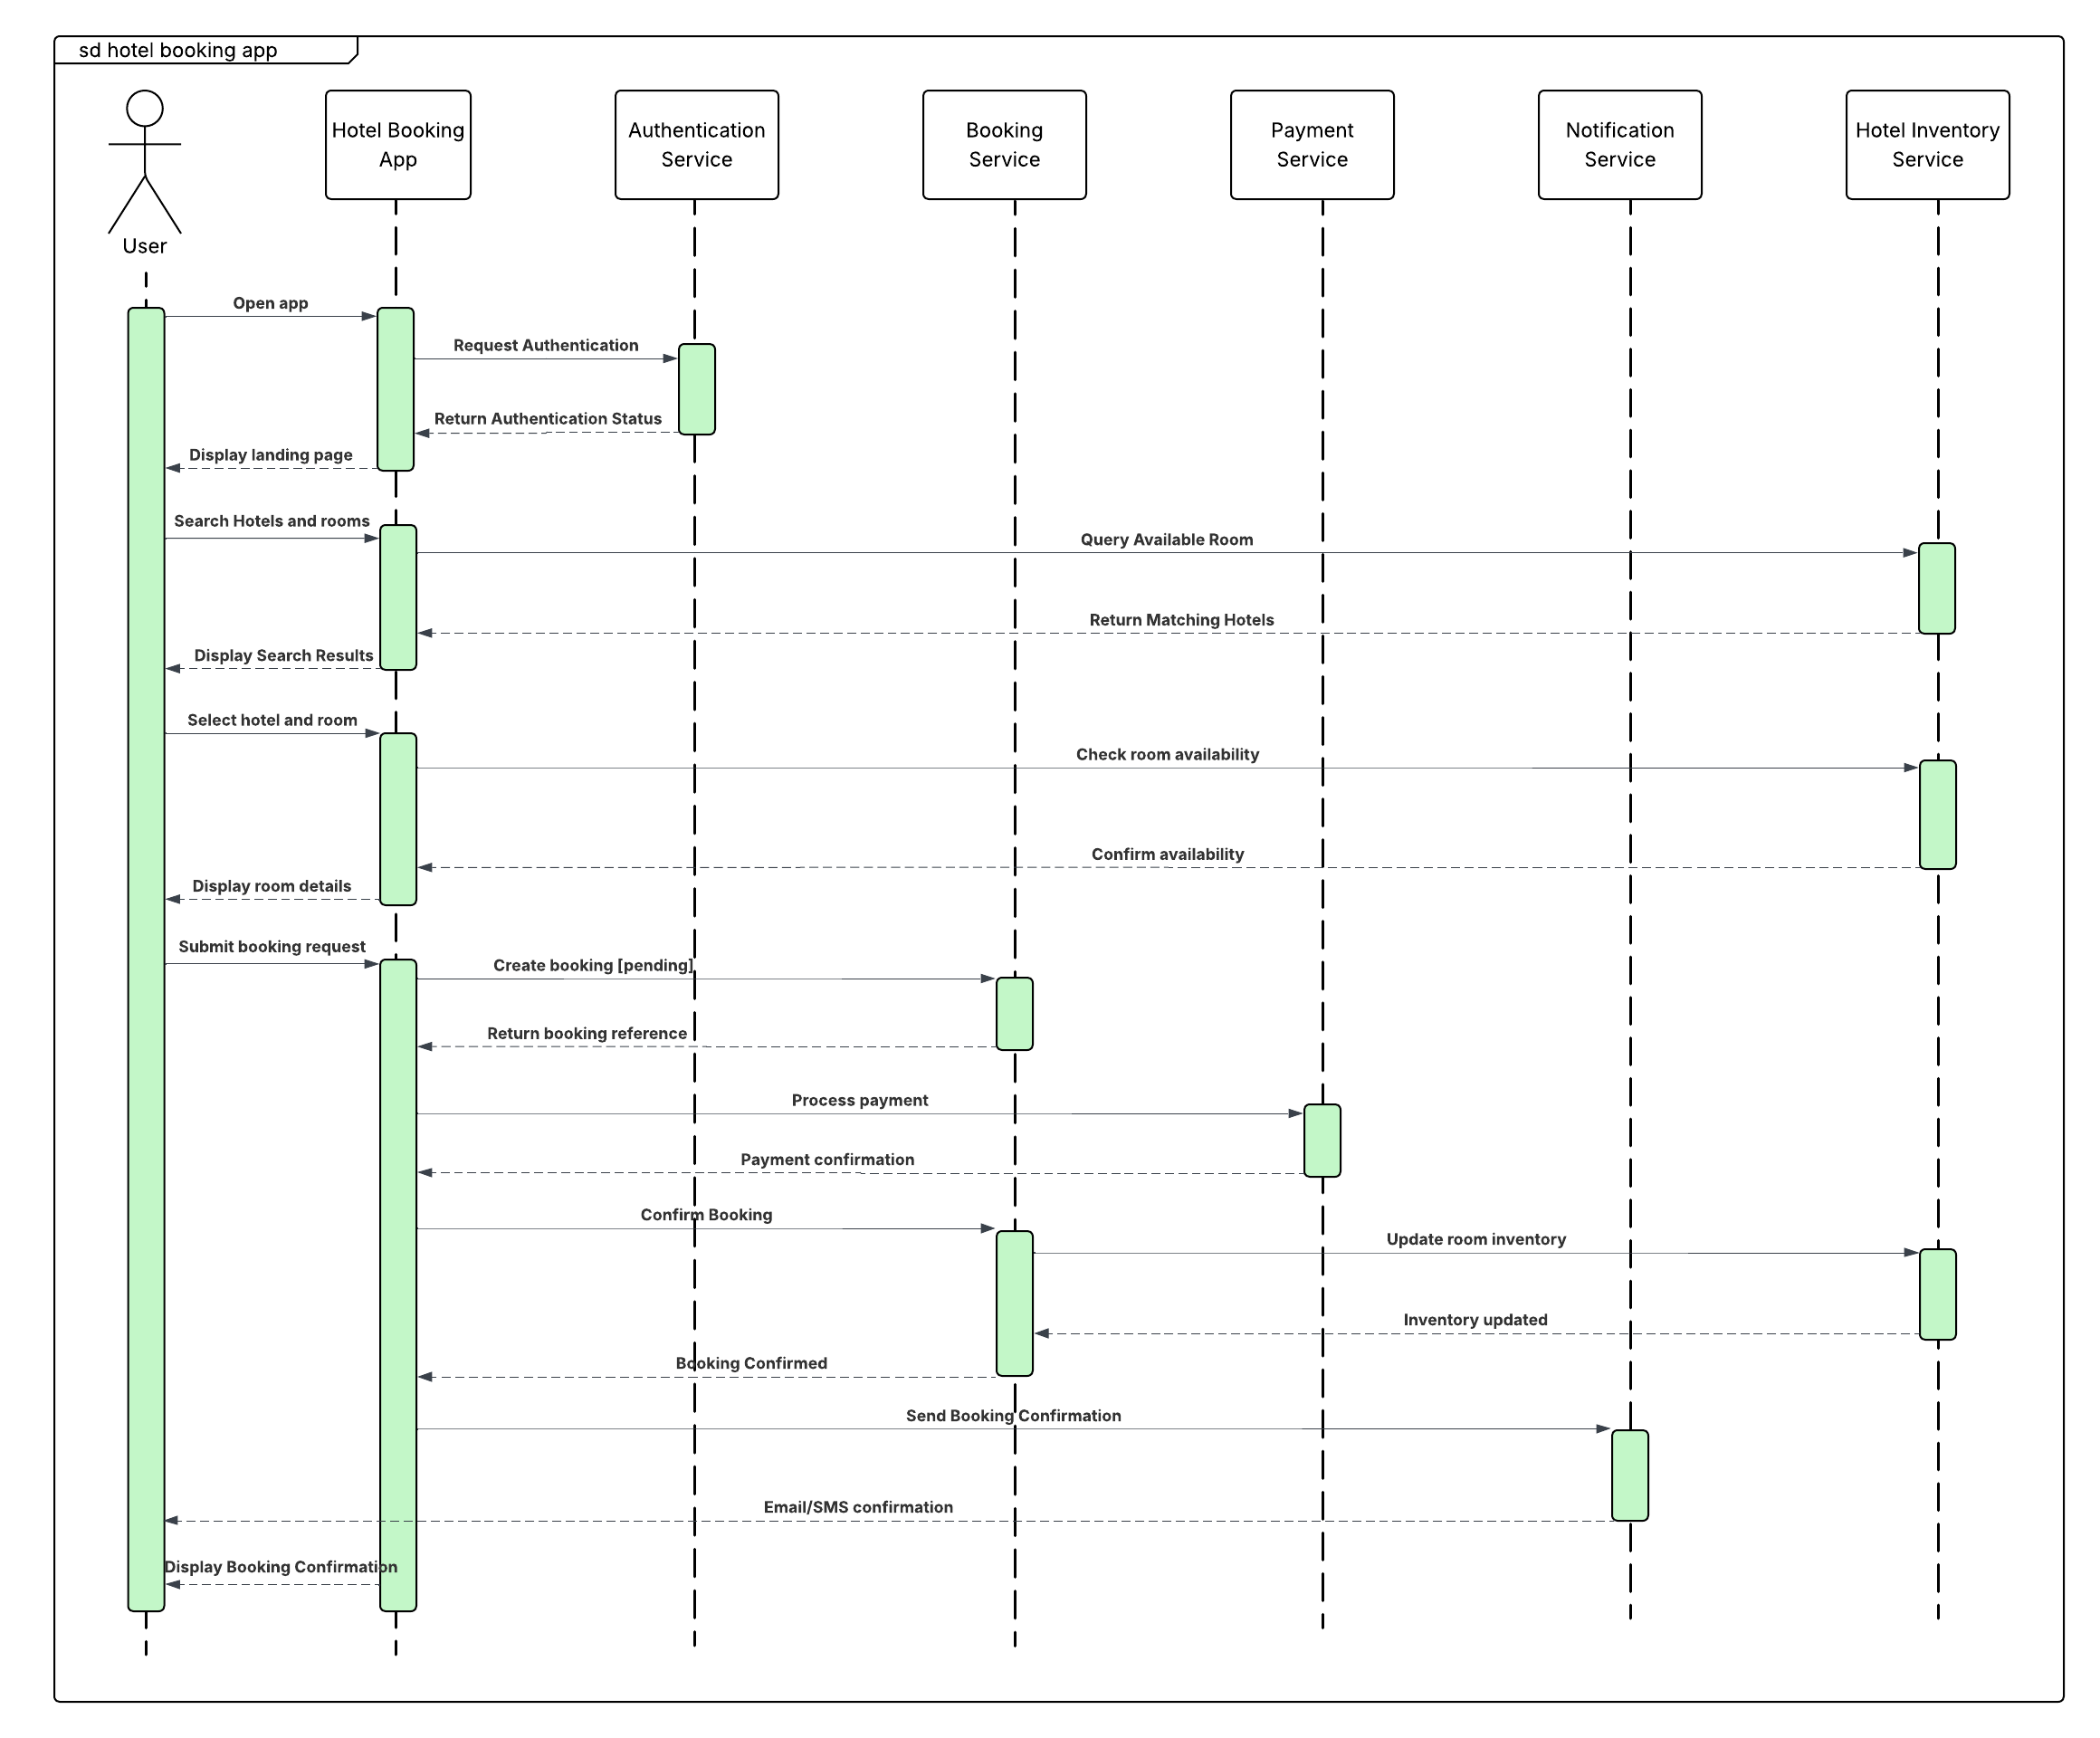 sd hotel booking app
Hotel Booking
App
Authentication
Service
Booking
Service
Payment
Service
Notification
Service
Hotel Inventory
Service
User
Open app
Request Authentication
Return Authentication Status
Display landing page
Search Hotels and rooms
Query Available Room
Return Matching Hotels
Display Search Results
Select hotel and room
Check room availability
Confirm availability
Display room details
Submit booking request
Create booking [pending]
Return booking reference
Process payment
Payment confirmation
Confirm Booking
Update room inventory
Inventory updated
Booking Confirmed
Send Booking Confirmation
Email/SMS confirmation
Display Booking Confirmation